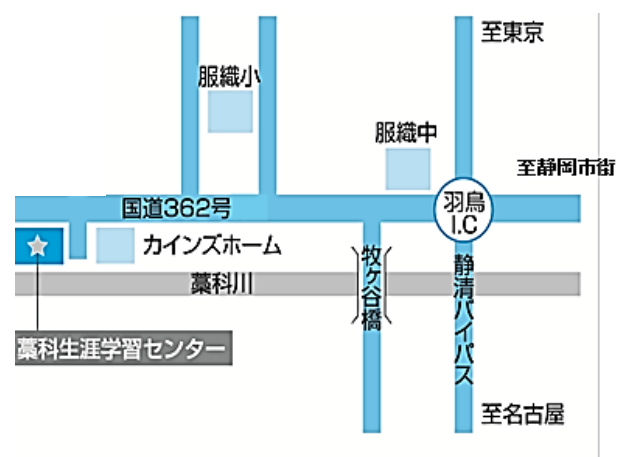 至東京
服織小
服織中
至静岡市街
国道362号
羽鳥
I.C
カインズホーム
牧ヶ谷橋
静清バイパス
藁科川
藁科生涯学習センター
至名古屋